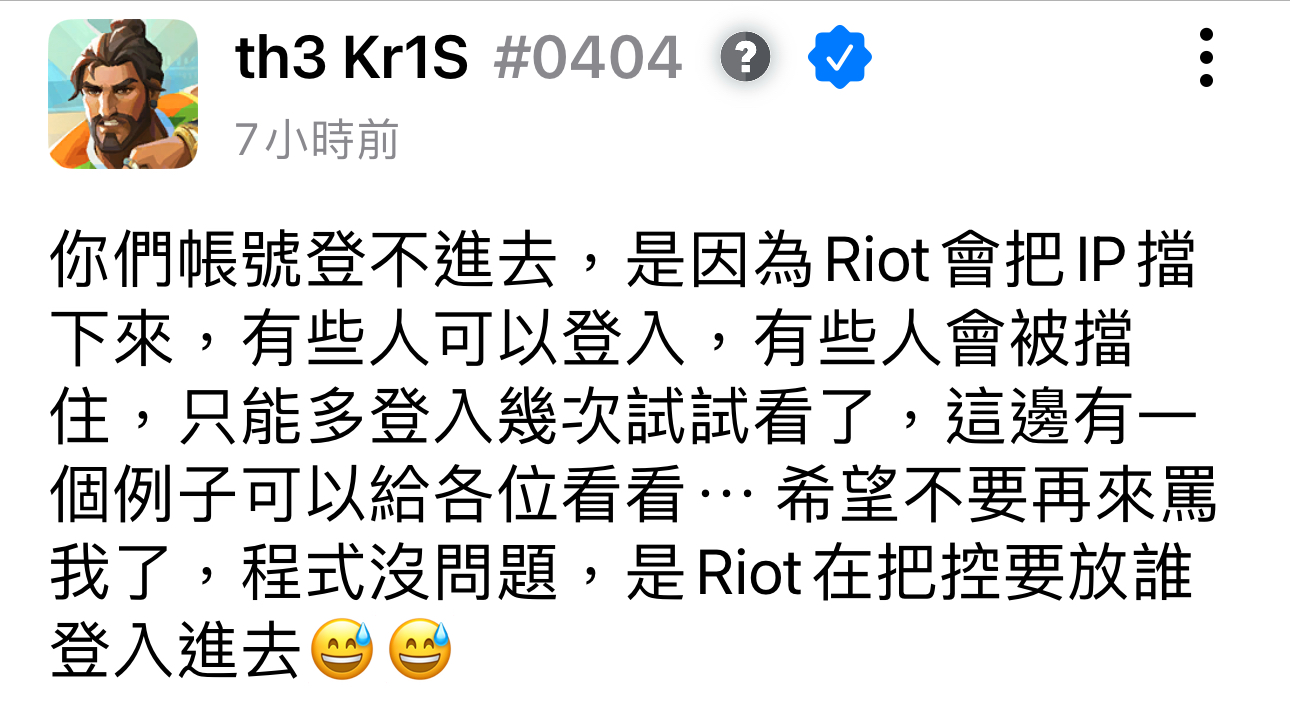 th3 Kr1S #0404 ?
7小時前
你們帳號登不進去，是因為Riot會把IP擋
下來，有些人可以登入，有些人會被擋
住，只能多登入幾次試試看了，這邊有一
個例子可以給各位看看⋯ 希望不要再來罵
我了，程式沒問題，是Riot在把控要放誰
登入進去😅😅